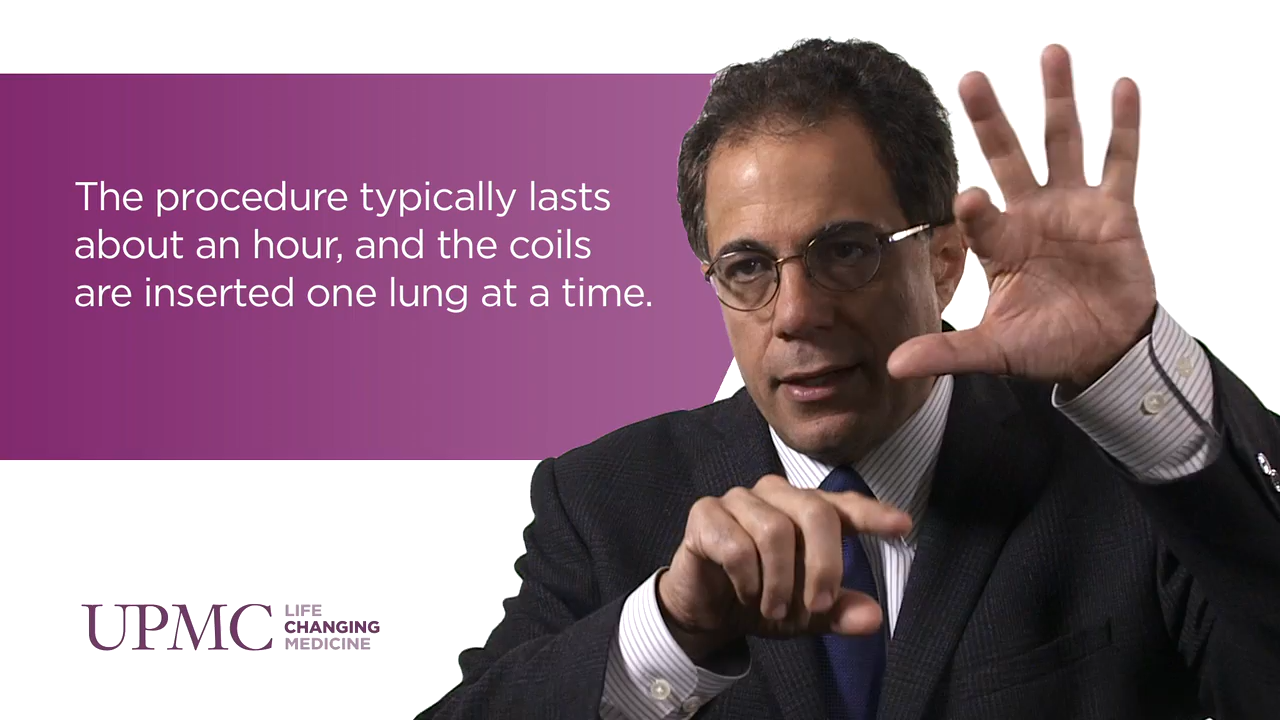 The procedure typically lasts
about an hour, and the coils
are inserted one lung at a time.
UPMC
LIFE
CHANGING
MEDICINE